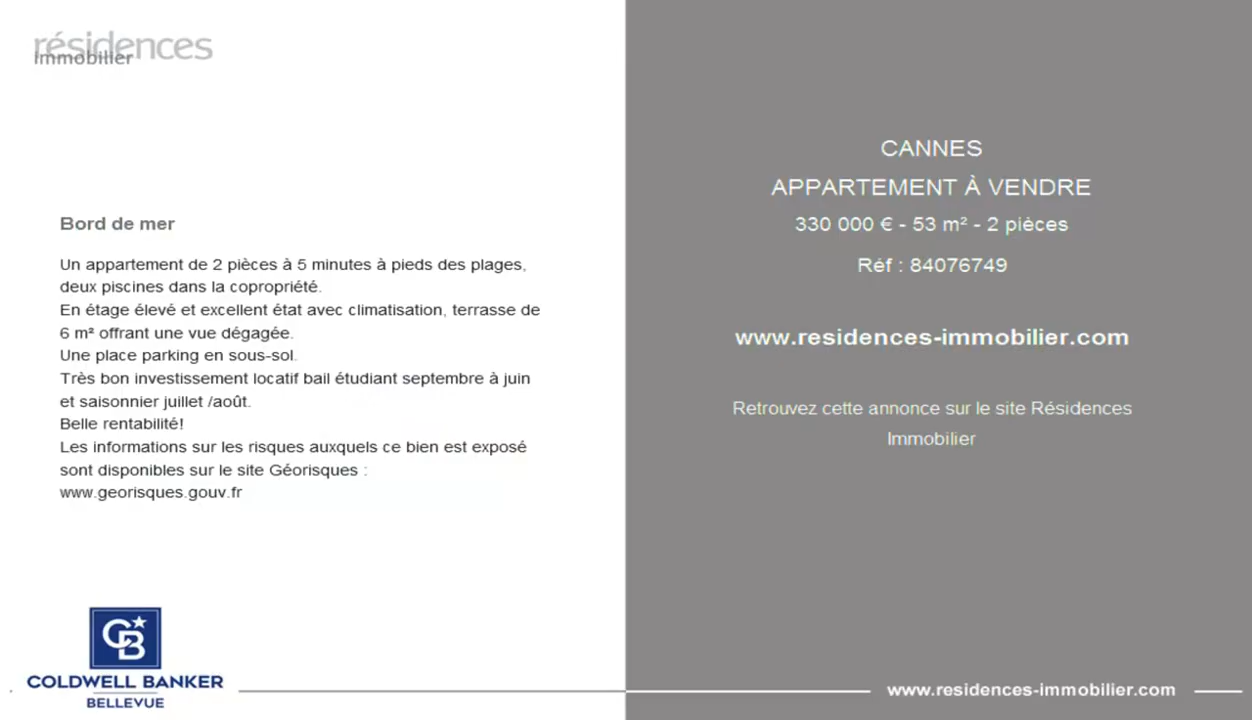 résidences
Immobilier
Bord de mer
Un appartement de 2 pièces à 5 minutes à pieds des plages,
deux piscines dans la copropriété.
En étage élevé et excellent état avec climatisation, terrasse de
6 m² offrant une vue dégagée.
Une place parking en sous-sol.
Très bon investissement locatif bail étudiant septembre à juin
et saisonnier juillet /août.
Belle rentabilité!
Les informations sur les risques auxquels ce bien est exposé
sont disponibles sur le site Géorisques :
www.georisques.gouv.fr
CB
COLDWELL BANKER
BELLEVUE
CANNES
APPARTEMENT À VENDRE
330 000 € - 53 m² - 2 pièces
Réf : 84076749
www.residences-immobilier.com
Retrouvez cette annonce sur le site Résidences
Immobilier
www.residences-immobilier.com